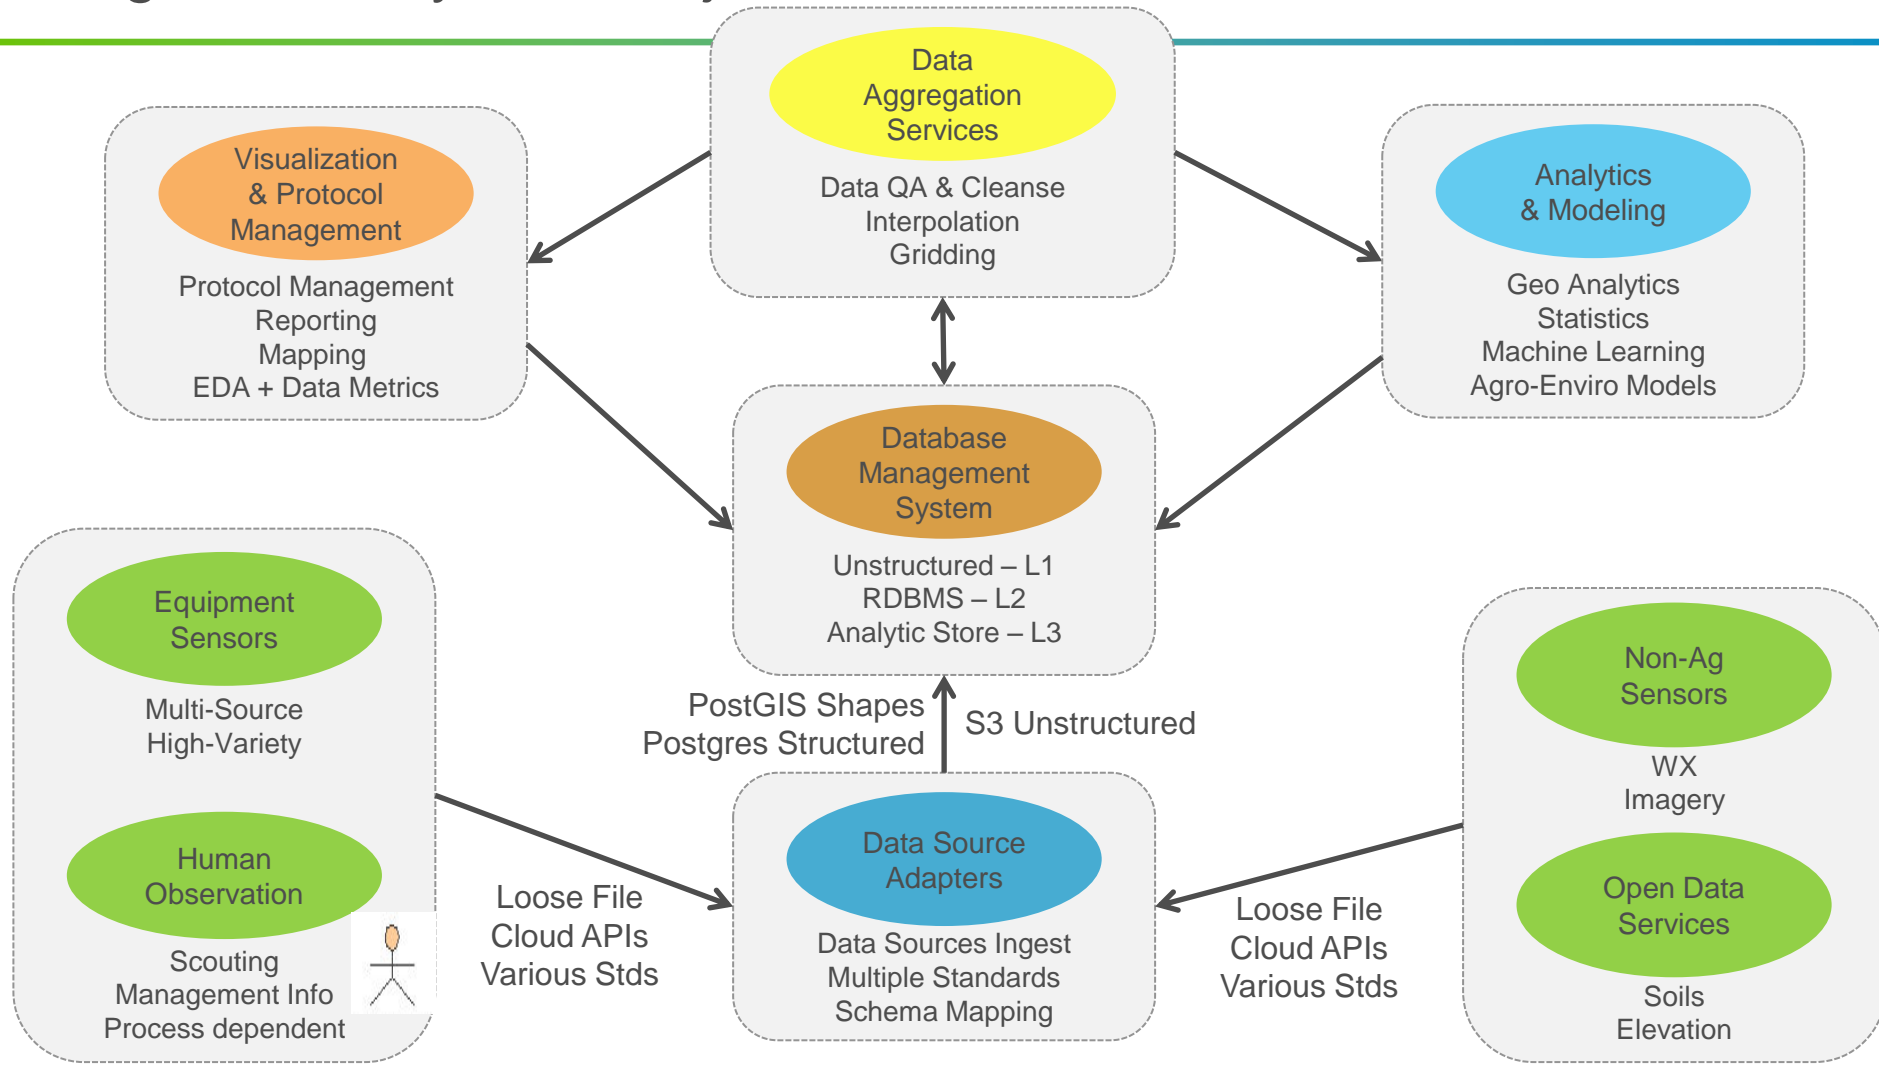 Data
Aggregation
Services
Data QA & Cleanse
Interpolation
Gridding
Visualization
& Protocol
Management
Protocol Management
Reporting
Mapping
EDA + Data Metrics
Analytics
& Modeling
Geo Analytics
Statistics
Machine Learning
Agro-Enviro Models
Database
Management
System
Unstructured – L1
RDBMS – L2
Analytic Store – L3
Equipment
Sensors
Multi-Source
High-Variety
Human
Observation
Scouting
Management Info
Process dependent
PostGIS Shapes
Postgres Structured
S3 Unstructured
Loose File
Cloud APIs
Various Stds
Data Source
Adapters
Data Sources Ingest
Multiple Standards
Schema Mapping
Loose File
Cloud APIs
Various Stds
Non-Ag
Sensors
WX
Imagery
Open Data
Services
Soils
Elevation